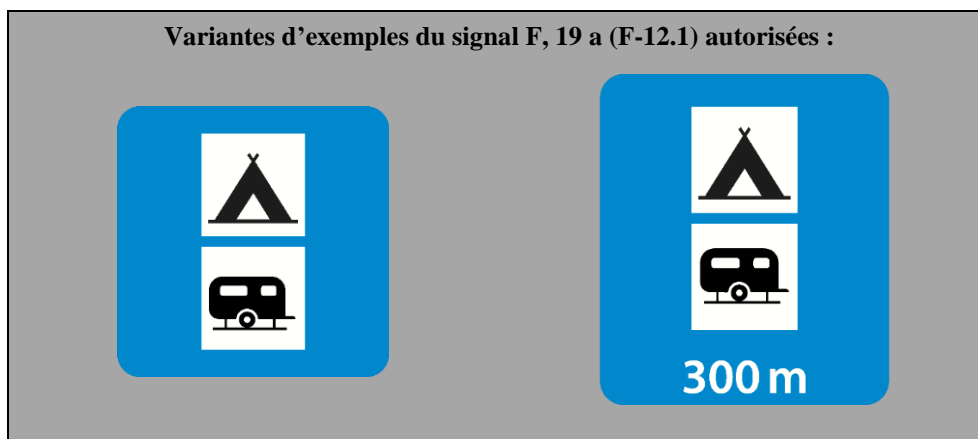 Variantes d’exemples du signal F, 19 a (F-12.1) autorisées :
300 m